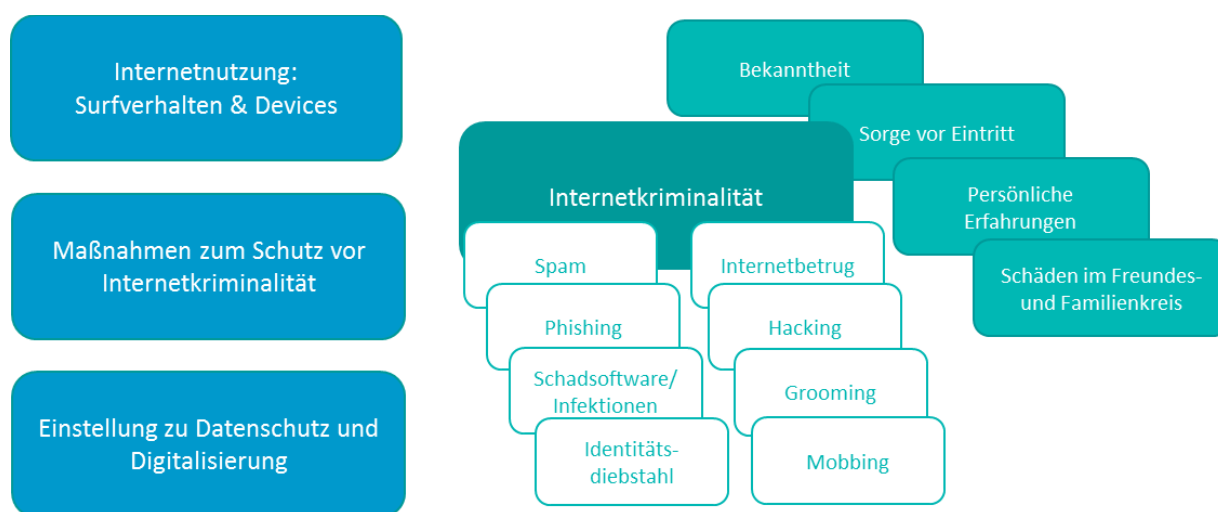 Internetnutzung:
Surfverhalten & Devices
Maßnahmen zum Schutz vor
Internetkriminalität
Einstellung zu Datenschutz und
Digitalisierung
Internetkriminalität
Spam
Phishing
Schadsoftware/
Infektionen
Identitäts-
diebstahl
Internetbetrug
Hacking
Grooming
Mobbing
Bekanntheit
Sorge vor Eintritt
Persönliche
Erfahrungen
Schäden im Freundes-
und Familienkreis